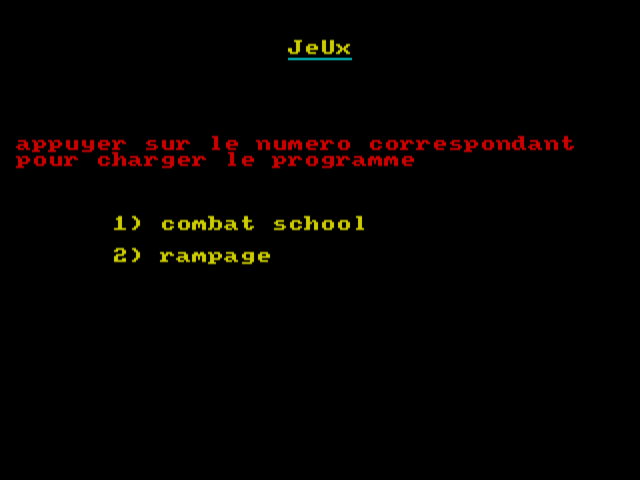 JeUx
appuyer sur le numero correspondant
pour charger le programme
1) combat school
2) rampage